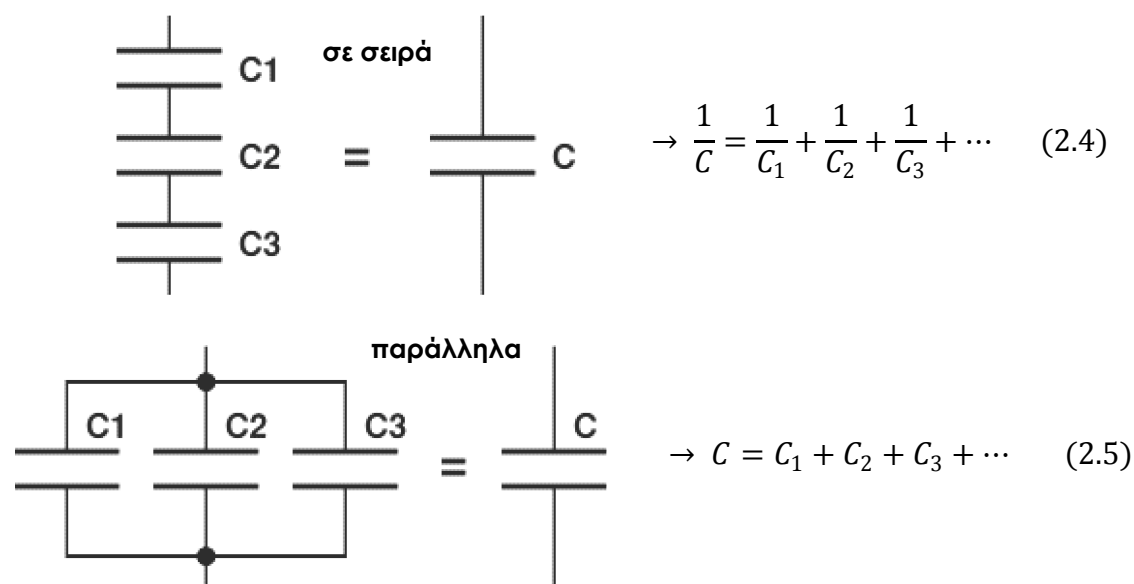 σε σειρά
C1
C2
C3
=
C
→ 1/C = 1/C₁ + 1/C₂ + 1/C₃ + ⋯ (2.4)
παράλληλα
C1 C2 C3
=
C
→ C = C₁ + C₂ + C₃ + ⋯ (2.5)